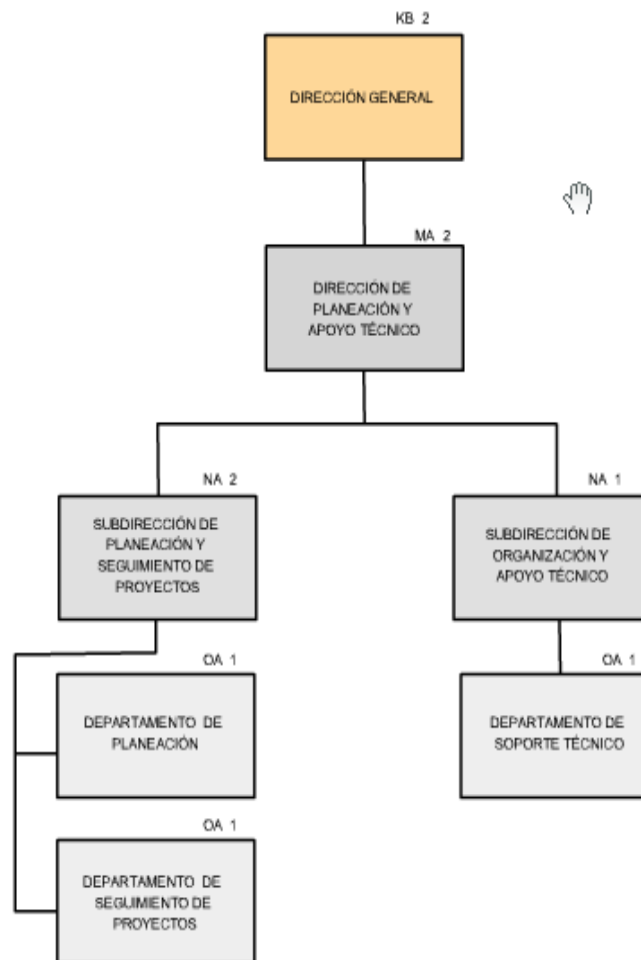 KB 2
DIRECCIÓN GENERAL
MA 2
DIRECCIÓN DE
PLANEACIÓN Y
APOYO TÉCNICO
NA 2
SUBDIRECCIÓN DE
PLANEACIÓN Y
SEGUIMIENTO DE
PROYECTOS
NA 1
SUBDIRECCIÓN DE
ORGANIZACIÓN Y
APOYO TÉCNICO
OA 1
DEPARTAMENTO DE
PLANEACIÓN
OA 1
DEPARTAMENTO DE
SOPORTE TÉCNICO
OA 1
DEPARTAMENTO DE
SEGUIMIENTO DE
PROYECTOS